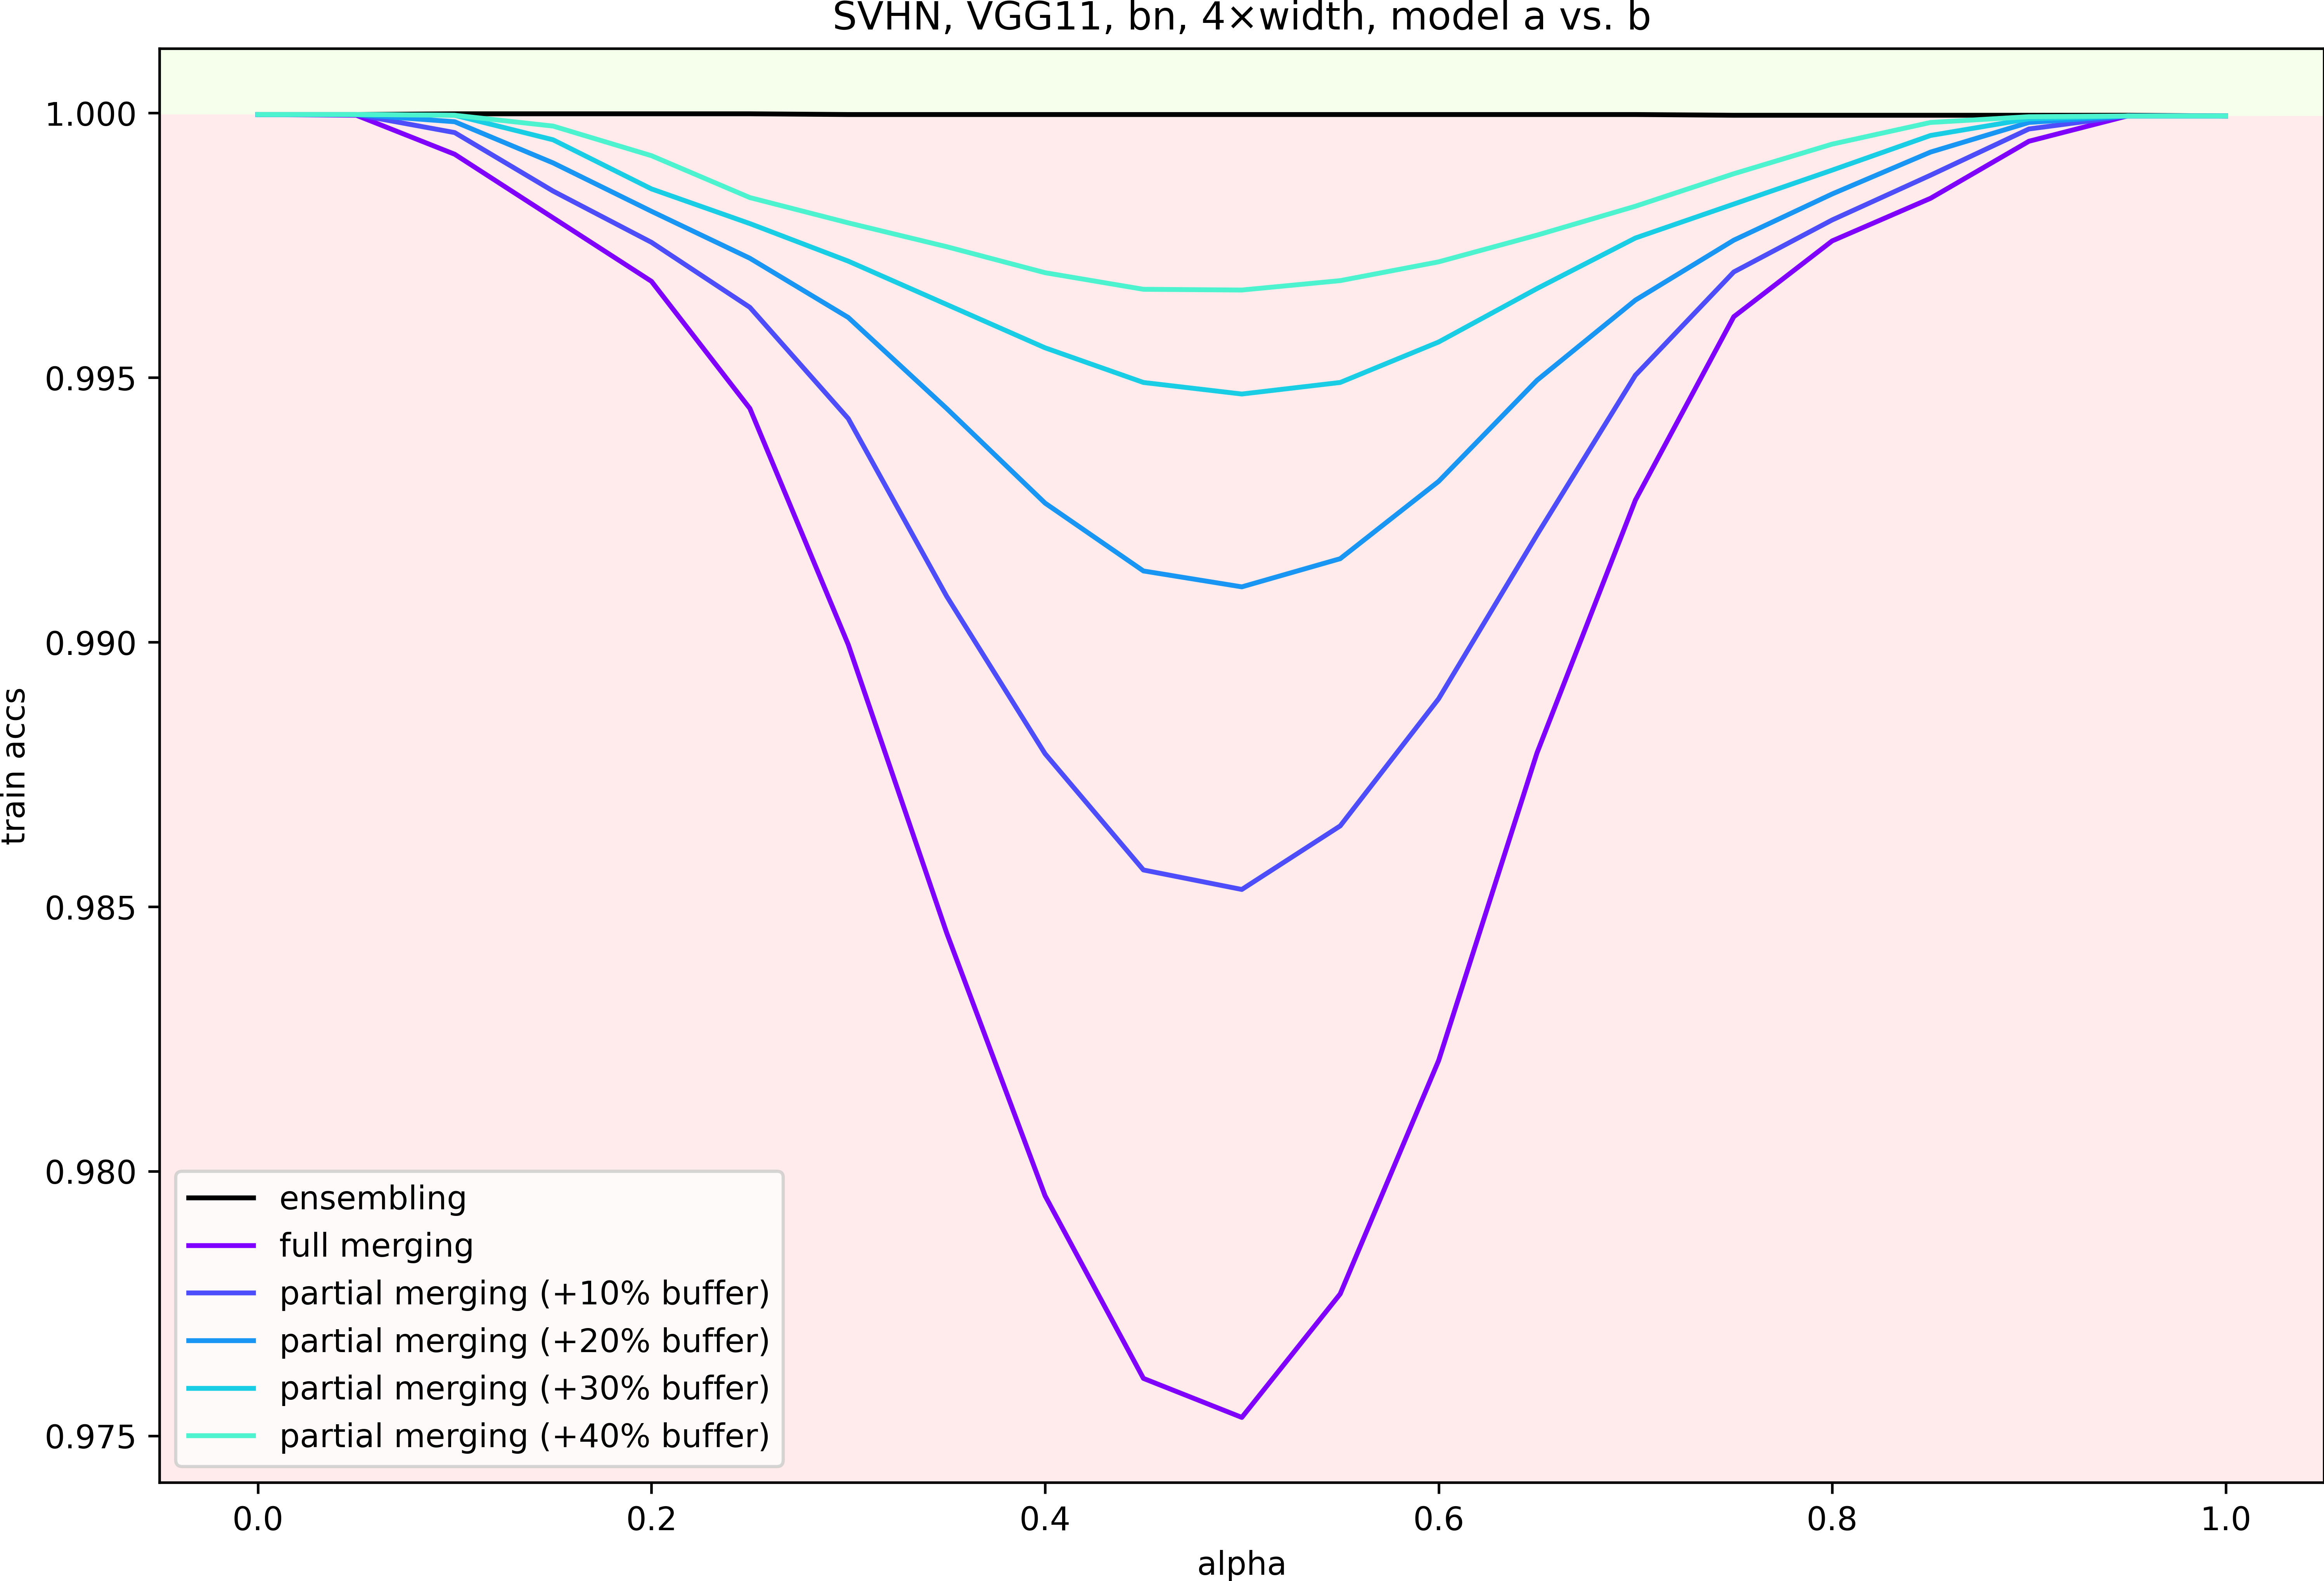 SVHN, VGG11, bn, 4×width, model a vs. b
train accs
1.000
0.995
0.990
0.985
0.980
0.975
ensembling
full merging
partial merging (+10% buffer)
partial merging (+20% buffer)
partial merging (+30% buffer)
partial merging (+40% buffer)
0.0 0.2 0.4 0.6 0.8 1.0
alpha